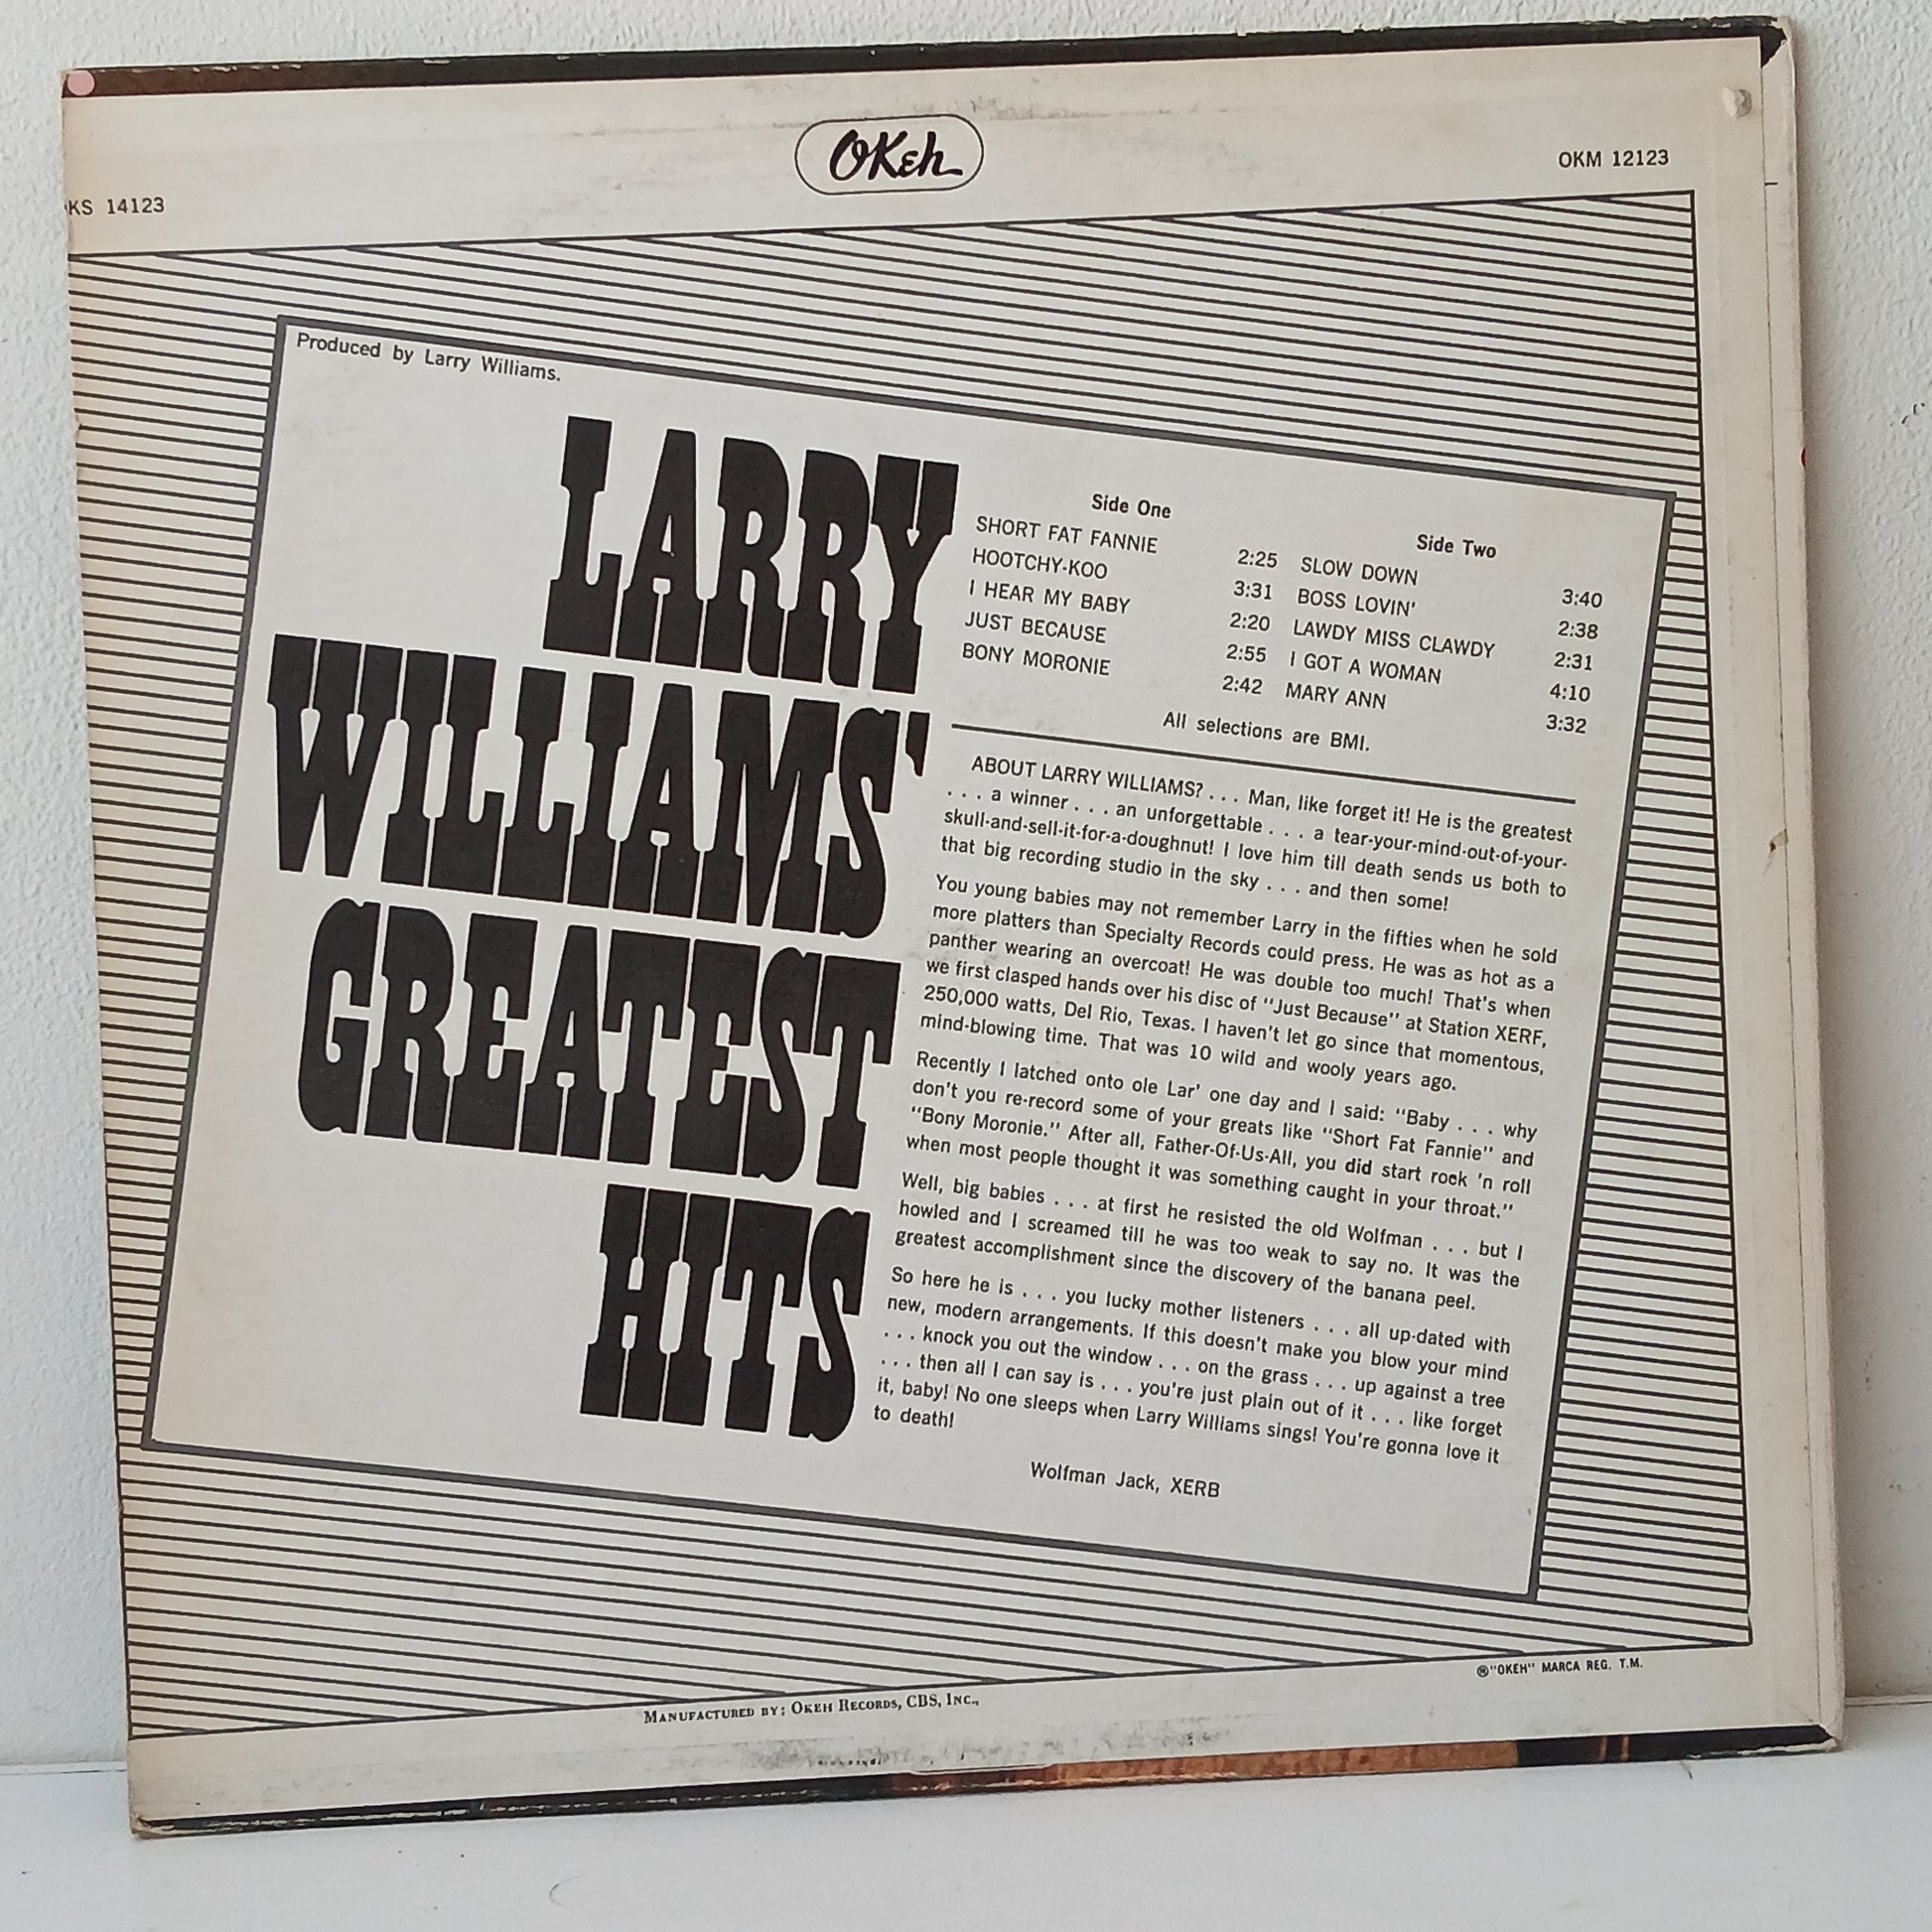 OKeh
KS 14123
OKM 12123
Produced by Larry Williams.
LARRY
WILLIAMS'
GREATEST
HITS
Side One
SHORT FAT FANNIE 2:25
HOOTCHY-KOO 3:31
I HEAR MY BABY 2:20
JUST BECAUSE 2:55
BONY MORONIE 2:42
Side Two
SLOW DOWN 3:40
BOSS LOVIN' 2:38
LAWDY MISS CLAWDY 2:31
I GOT A WOMAN 4:10
MARY ANN 3:32
All selections are BMI.
ABOUT LARRY WILLIAMS? . . . Man, like forget it! He is the greatest
. . . a winner . . . an unforgettable . . . a tear-your-mind-out-of-your-
skull-and-sell-it-for-a-doughnut! I love him till death sends us both to
that big recording studio in the sky . . . and then some!
You young babies may not remember Larry in the fifties when he sold
more platters than Specialty Records could press. He was as hot as a
panther wearing an overcoat! He was double too much! That's when
we first clasped hands over his disc of "Just Because" at Station XERF,
250,000 watts, Del Rio, Texas. I haven't let go since that momentous,
mind-blowing time. That was 10 wild and wooly years ago.
Recently I latched onto ole Lar' one day and I said: "Baby . . . why
don't you re-record some of your greats like "Short Fat Fannie" and
"Bony Moronie." After all, Father-Of-Us-All, you did start rock 'n roll
when most people thought it was something caught in your throat."
Well, big babies . . . at first he resisted the old Wolfman . . . but I
howled and I screamed till he was too weak to say no. It was the
greatest accomplishment since the discovery of the banana peel.
So here he is . . . you lucky mother listeners . . . all up-dated with
new, modern arrangements. If this doesn't make you blow your mind
. . . knock you out the window . . . on the grass . . . up against a tree
. . . then all I can say is . . . you're just plain out of it . . . like forget
it, baby! No one sleeps when Larry Williams sings! You're gonna love it
to death!
Wolfman Jack, XERB
®"OKEH" MARCA REG. T.M.
MANUFACTURED BY: OKEH RECORDS, CBS, INC.,